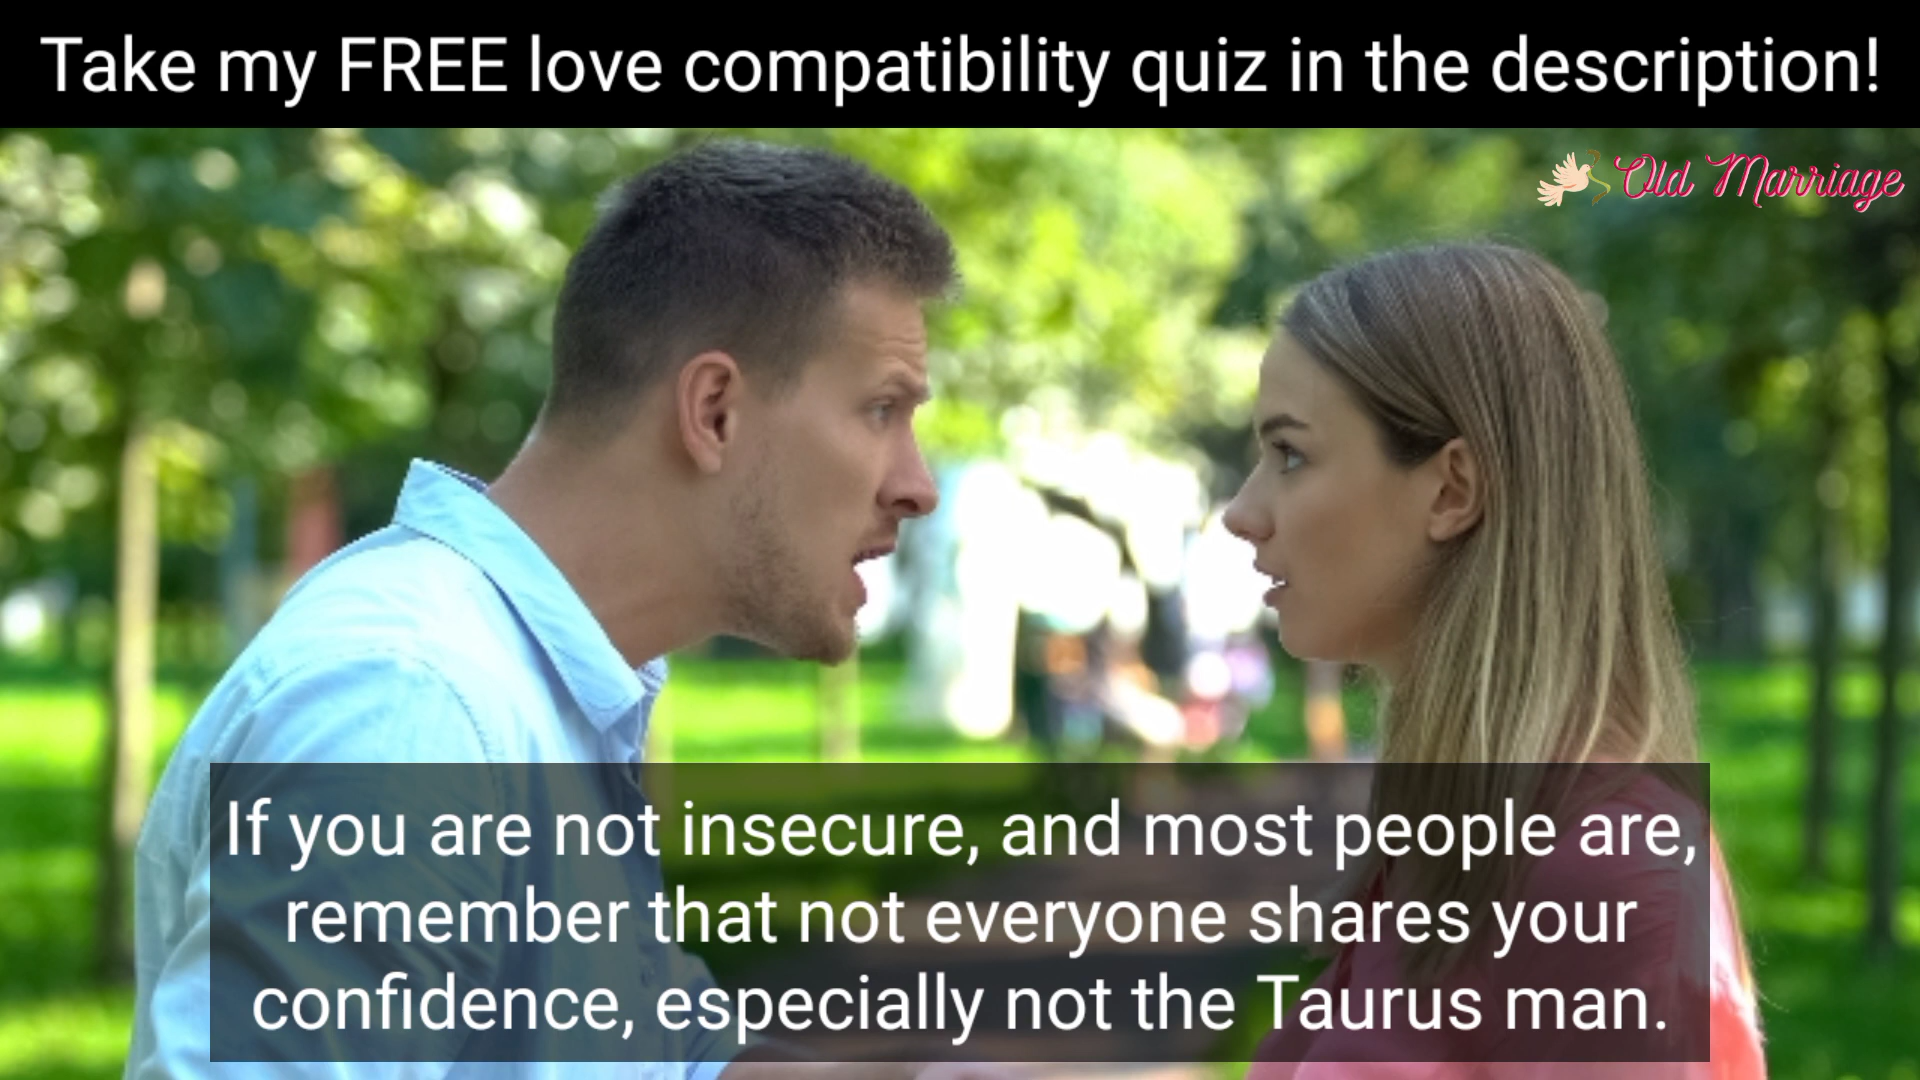 Take my FREE love compatibility quiz in the description!
Old Marriage
If you are not insecure, and most people are,
remember that not everyone shares your
confidence, especially not the Taurus man.